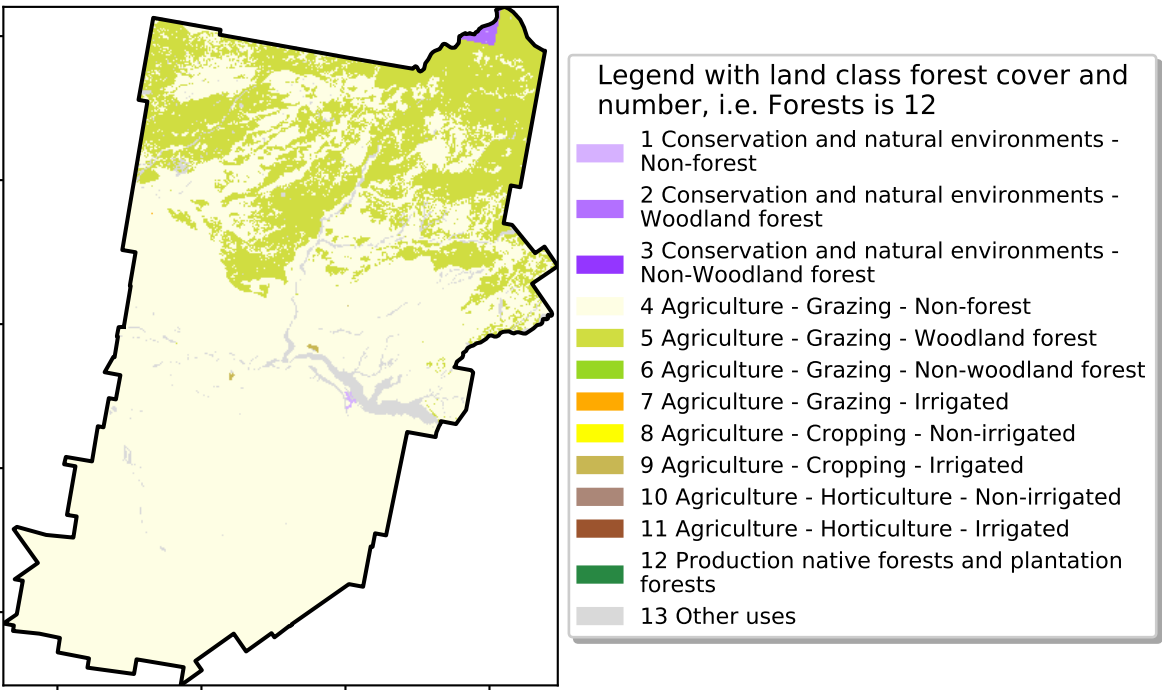 Legend with land class forest cover and
number, i.e. Forests is 12
1 Conservation and natural environments -
Non-forest
2 Conservation and natural environments -
Woodland forest
3 Conservation and natural environments -
Non-Woodland forest
4 Agriculture - Grazing - Non-forest
5 Agriculture - Grazing - Woodland forest
6 Agriculture - Grazing - Non-woodland forest
7 Agriculture - Grazing - Irrigated
8 Agriculture - Cropping - Non-irrigated
9 Agriculture - Cropping - Irrigated
10 Agriculture - Horticulture - Non-irrigated
11 Agriculture - Horticulture - Irrigated
12 Production native forests and plantation
forests
13 Other uses